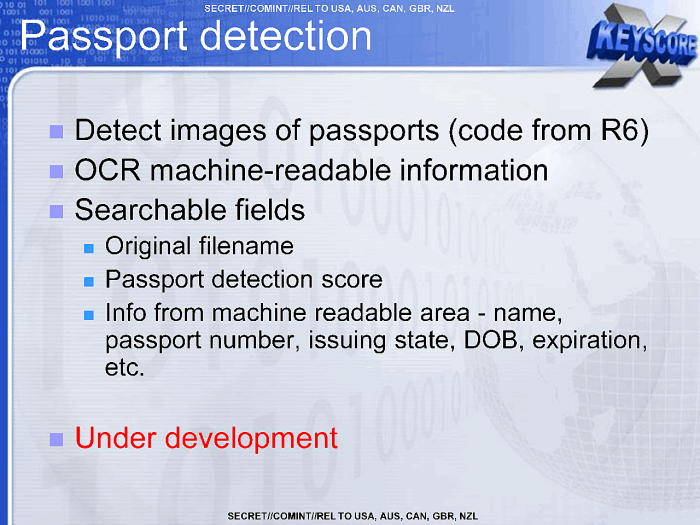 SECRET//COMINT//REL TO USA, AUS, CAN, GBR, NZL
Passport detection
X
KEYSCORE
Detect images of passports (code from R6)
OCR machine-readable information
Searchable fields
Original filename
Passport detection score
Info from machine readable area - name,
passport number, issuing state, DOB, expiration,
etc.
Under development
SECRET//COMINT//REL TO USA, AUS, CAN, GBR, NZL